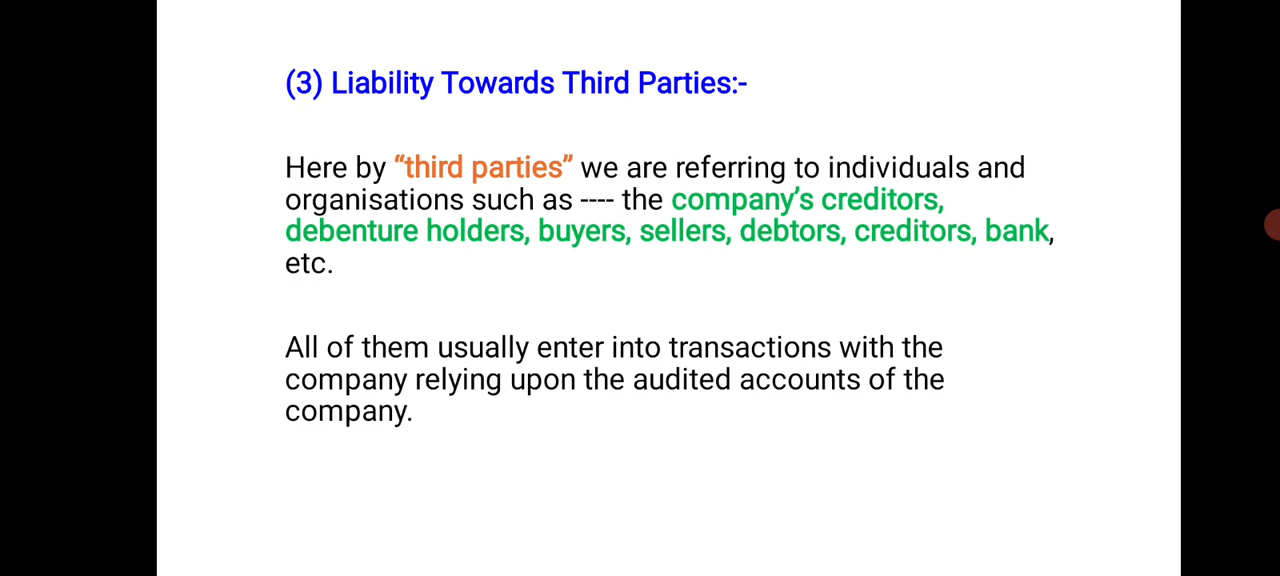 (3) Liability Towards Third Parties:-
Here by “third parties” we are referring to individuals and
organisations such as ---- the company’s creditors,
debenture holders, buyers, sellers, debtors, creditors, bank,
etc.
All of them usually enter into transactions with the
company relying upon the audited accounts of the
company.